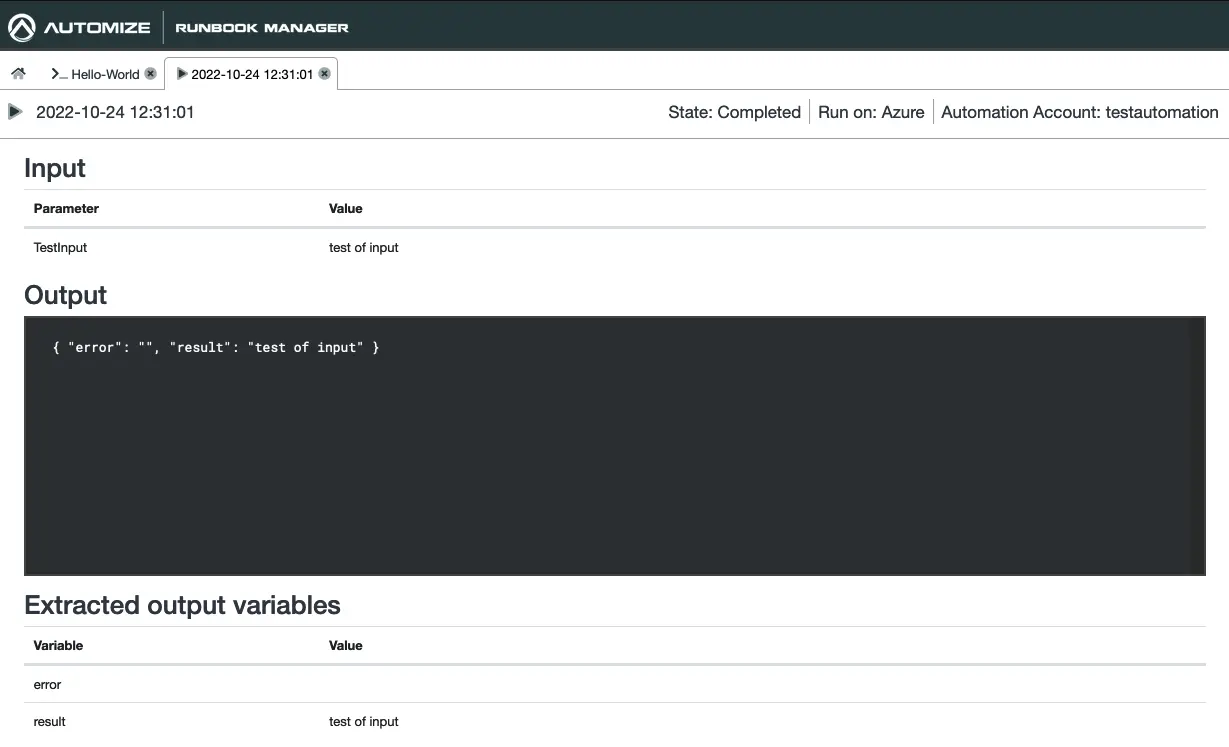 AUTOMIZE RUNBOOK MANAGER
>_ Hello-World 2022-10-24 12:31:01
2022-10-24 12:31:01 State: Completed Run on: Azure Automation Account: testautomation
Input
Parameter Value
TestInput test of input
Output
{ "error": "", "result": "test of input" }
Extracted output variables
Variable Value
error
result test of input